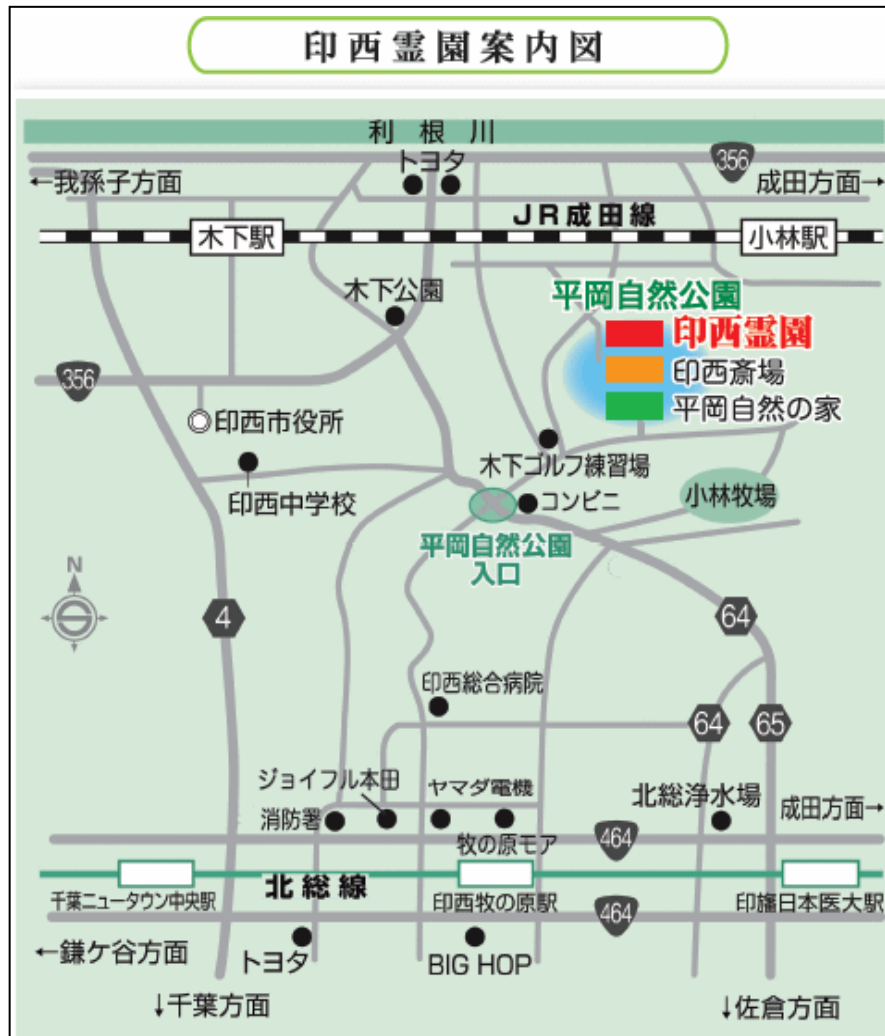 印西霊園案内図
利根川
トヨタ
356
←我孫子方面
成田方面→
JR成田線
木下駅
小林駅
木下公園
平岡自然公園
印西霊園
印西斎場
平岡自然の家
356
印西市役所
木下ゴルフ練習場
印西中学校
コンビニ
小林牧場
平岡自然公園
入口
N
4
64
印西総合病院
64
65
ジョイフル本田
ヤマダ電機
北総浄水場
成田方面→
消防署
牧の原モア
464
北総線
千葉ニュータウン中央駅
印西牧の原駅
印旛日本医大駅
464
←鎌ケ谷方面
トヨタ
BIG HOP
↓千葉方面
↓佐倉方面